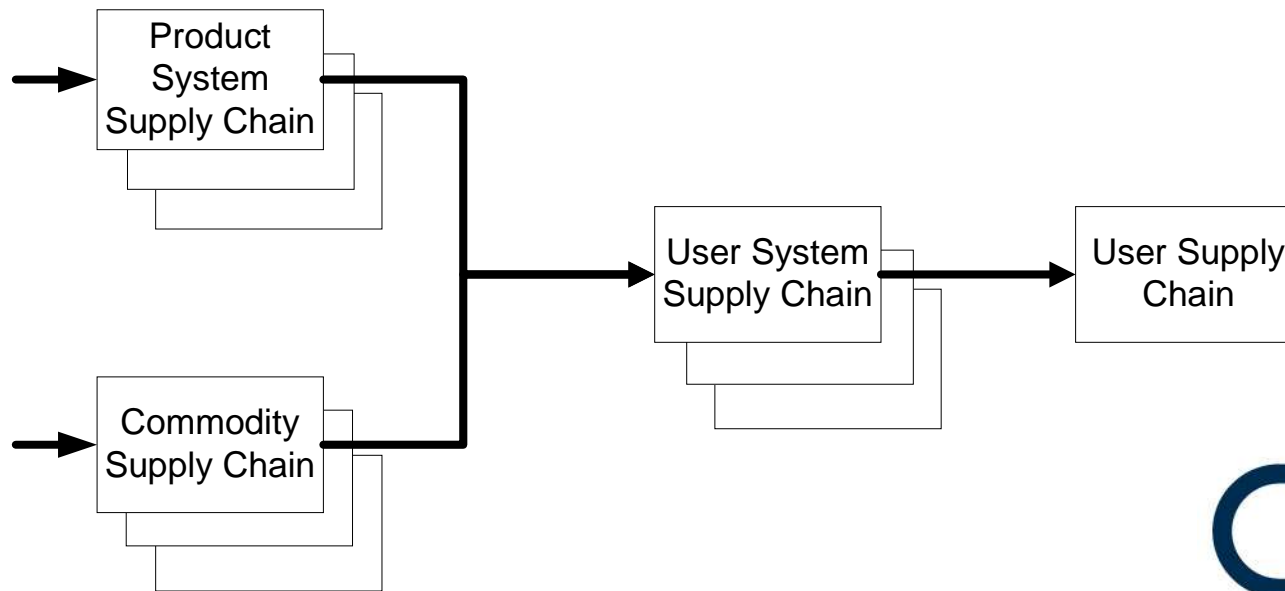 Product
System
Supply Chain
User System
Supply Chain
User Supply
Chain
Commodity
Supply Chain